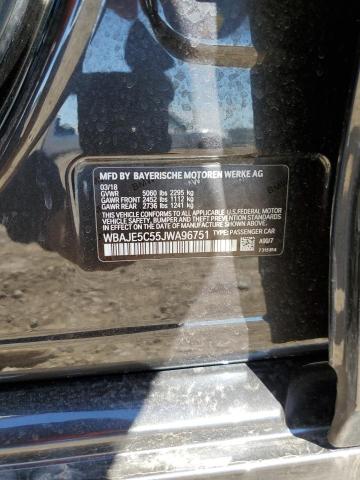 MFD BY BAYERISCHE MOTOREN WERKE AG
03/18
GVWR 5060 lbs 2295 kg
GAWR FRONT 2452 lbs 1112 kg
GAWR REAR 2736 lbs 1241 kg
THIS VEHICLE CONFORMS TO ALL APPLICABLE U.S. FEDERAL MOTOR
VEHICLE SAFETY, BUMPER AND THEFT PREVENTION STANDARDS
IN EFFECT ON THE DATE OF MANUFACTURE SHOWN ABOVE.
WBAJE5C55JWA96751 TYPE: PASSENGER CAR